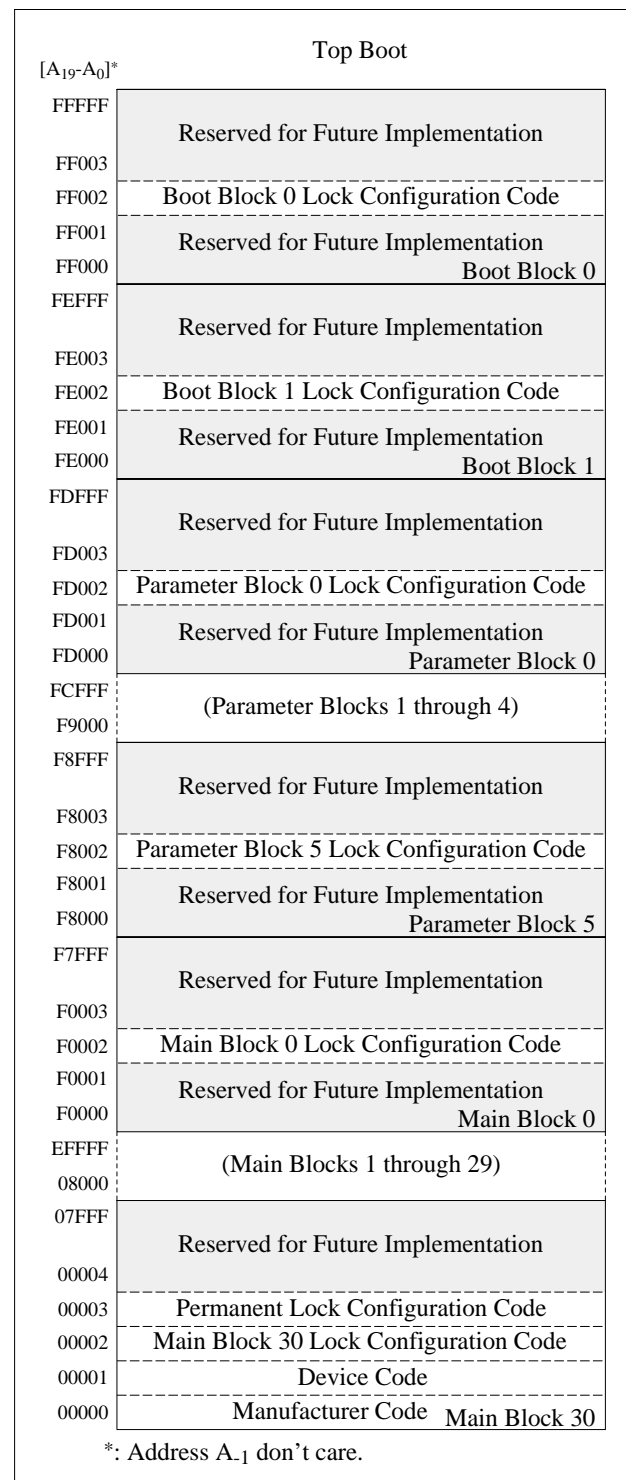 Top Boot
[A19-A0]*
FFFFF
Reserved for Future Implementation
FF003
FF002 Boot Block 0 Lock Configuration Code
FF001
Reserved for Future Implementation
FF000 Boot Block 0
FEFFF
Reserved for Future Implementation
FE003
FE002 Boot Block 1 Lock Configuration Code
FE001
Reserved for Future Implementation
FE000 Boot Block 1
FDFFF
Reserved for Future Implementation
FD003
FD002 Parameter Block 0 Lock Configuration Code
FD001
Reserved for Future Implementation
FD000 Parameter Block 0
FCFFF
(Parameter Blocks 1 through 4)
F9000
F8FFF
Reserved for Future Implementation
F8003
F8002 Parameter Block 5 Lock Configuration Code
F8001
Reserved for Future Implementation
F8000 Parameter Block 5
F7FFF
Reserved for Future Implementation
F0003
F0002 Main Block 0 Lock Configuration Code
F0001
Reserved for Future Implementation
F0000 Main Block 0
EFFFF
(Main Blocks 1 through 29)
08000
07FFF
Reserved for Future Implementation
00004
00003 Permanent Lock Configuration Code
00002 Main Block 30 Lock Configuration Code
00001 Device Code
00000 Manufacturer Code Main Block 30
*: Address A-1 don't care.